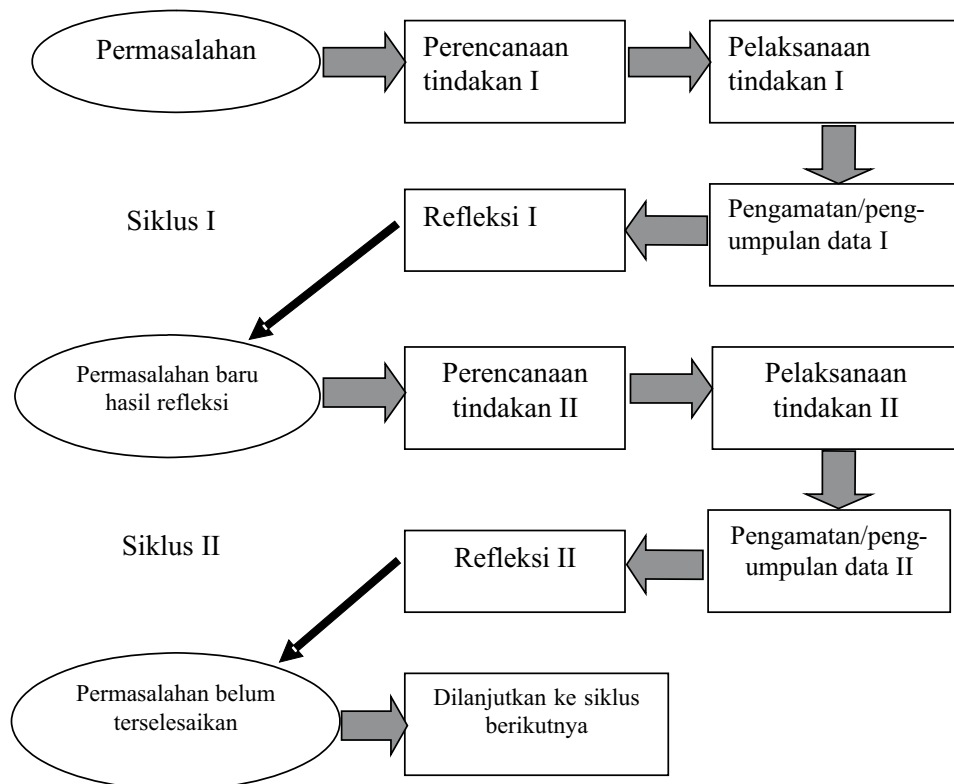 Permasalahan
Perencanaan
tindakan I
Pelaksanaan
tindakan I
Siklus I
Refleksi I
Pengamatan/peng-
umpulan data I
Permasalahan baru
hasil refleksi
Perencanaan
tindakan II
Pelaksanaan
tindakan II
Siklus II
Refleksi II
Pengamatan/peng-
umpulan data II
Permasalahan belum
terselesaikan
Dilanjutkan ke siklus
berikutnya